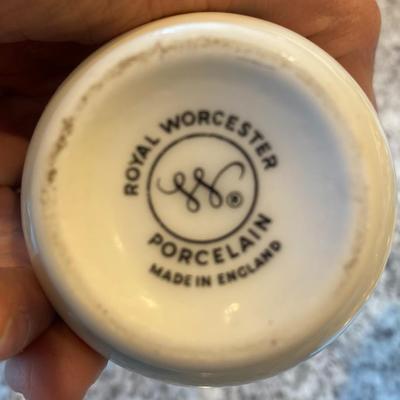 ROYAL WORCESTER
W®
PORCELAIN
MADE IN ENGLAND